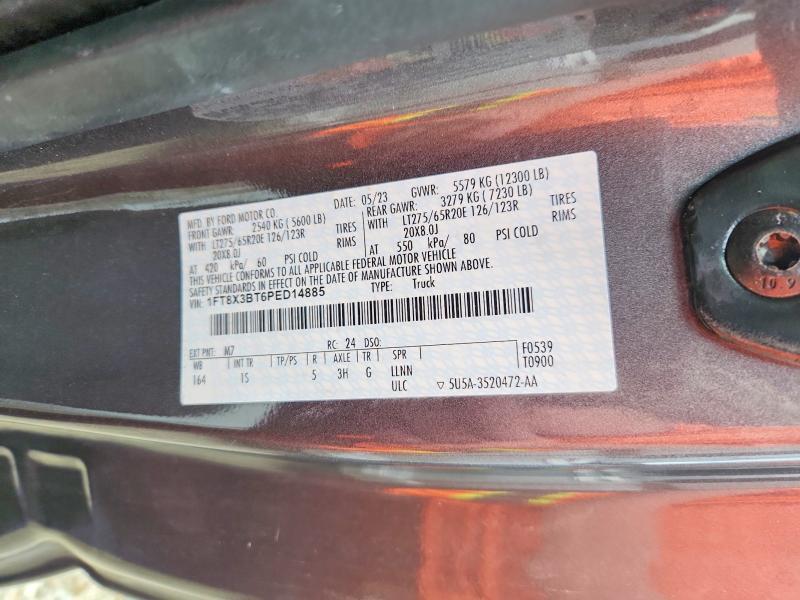 MFD. BY FORD MOTOR CO. DATE: 05/23 GVWR: 5579 KG (12300 LB)
FRONT GAWR: 2540 KG (5600 LB) REAR GAWR: 3279 KG (7230 LB)
WITH LT275/65R20E 126/123R TIRES WITH LT275/65R20E 126/123R TIRES
20X8.0J RIMS 20X8.0J RIMS
AT 420 kPa/ 60 PSI COLD AT 550 kPa/ 80 PSI COLD
THIS VEHICLE CONFORMS TO ALL APPLICABLE FEDERAL MOTOR VEHICLE
SAFETY STANDARDS IN EFFECT ON THE DATE OF MANUFACTURE SHOWN ABOVE.
VIN: 1FT8X3BT6PED14885 TYPE: Truck
EXT PNT: M7 RC: 24 DSO: F0539
WB INT TR TP/PS R AXLE TR SPR T0900
164 1S 5 3H G LLNN
ULC ▽ 5U5A-3520472-AA
10.9